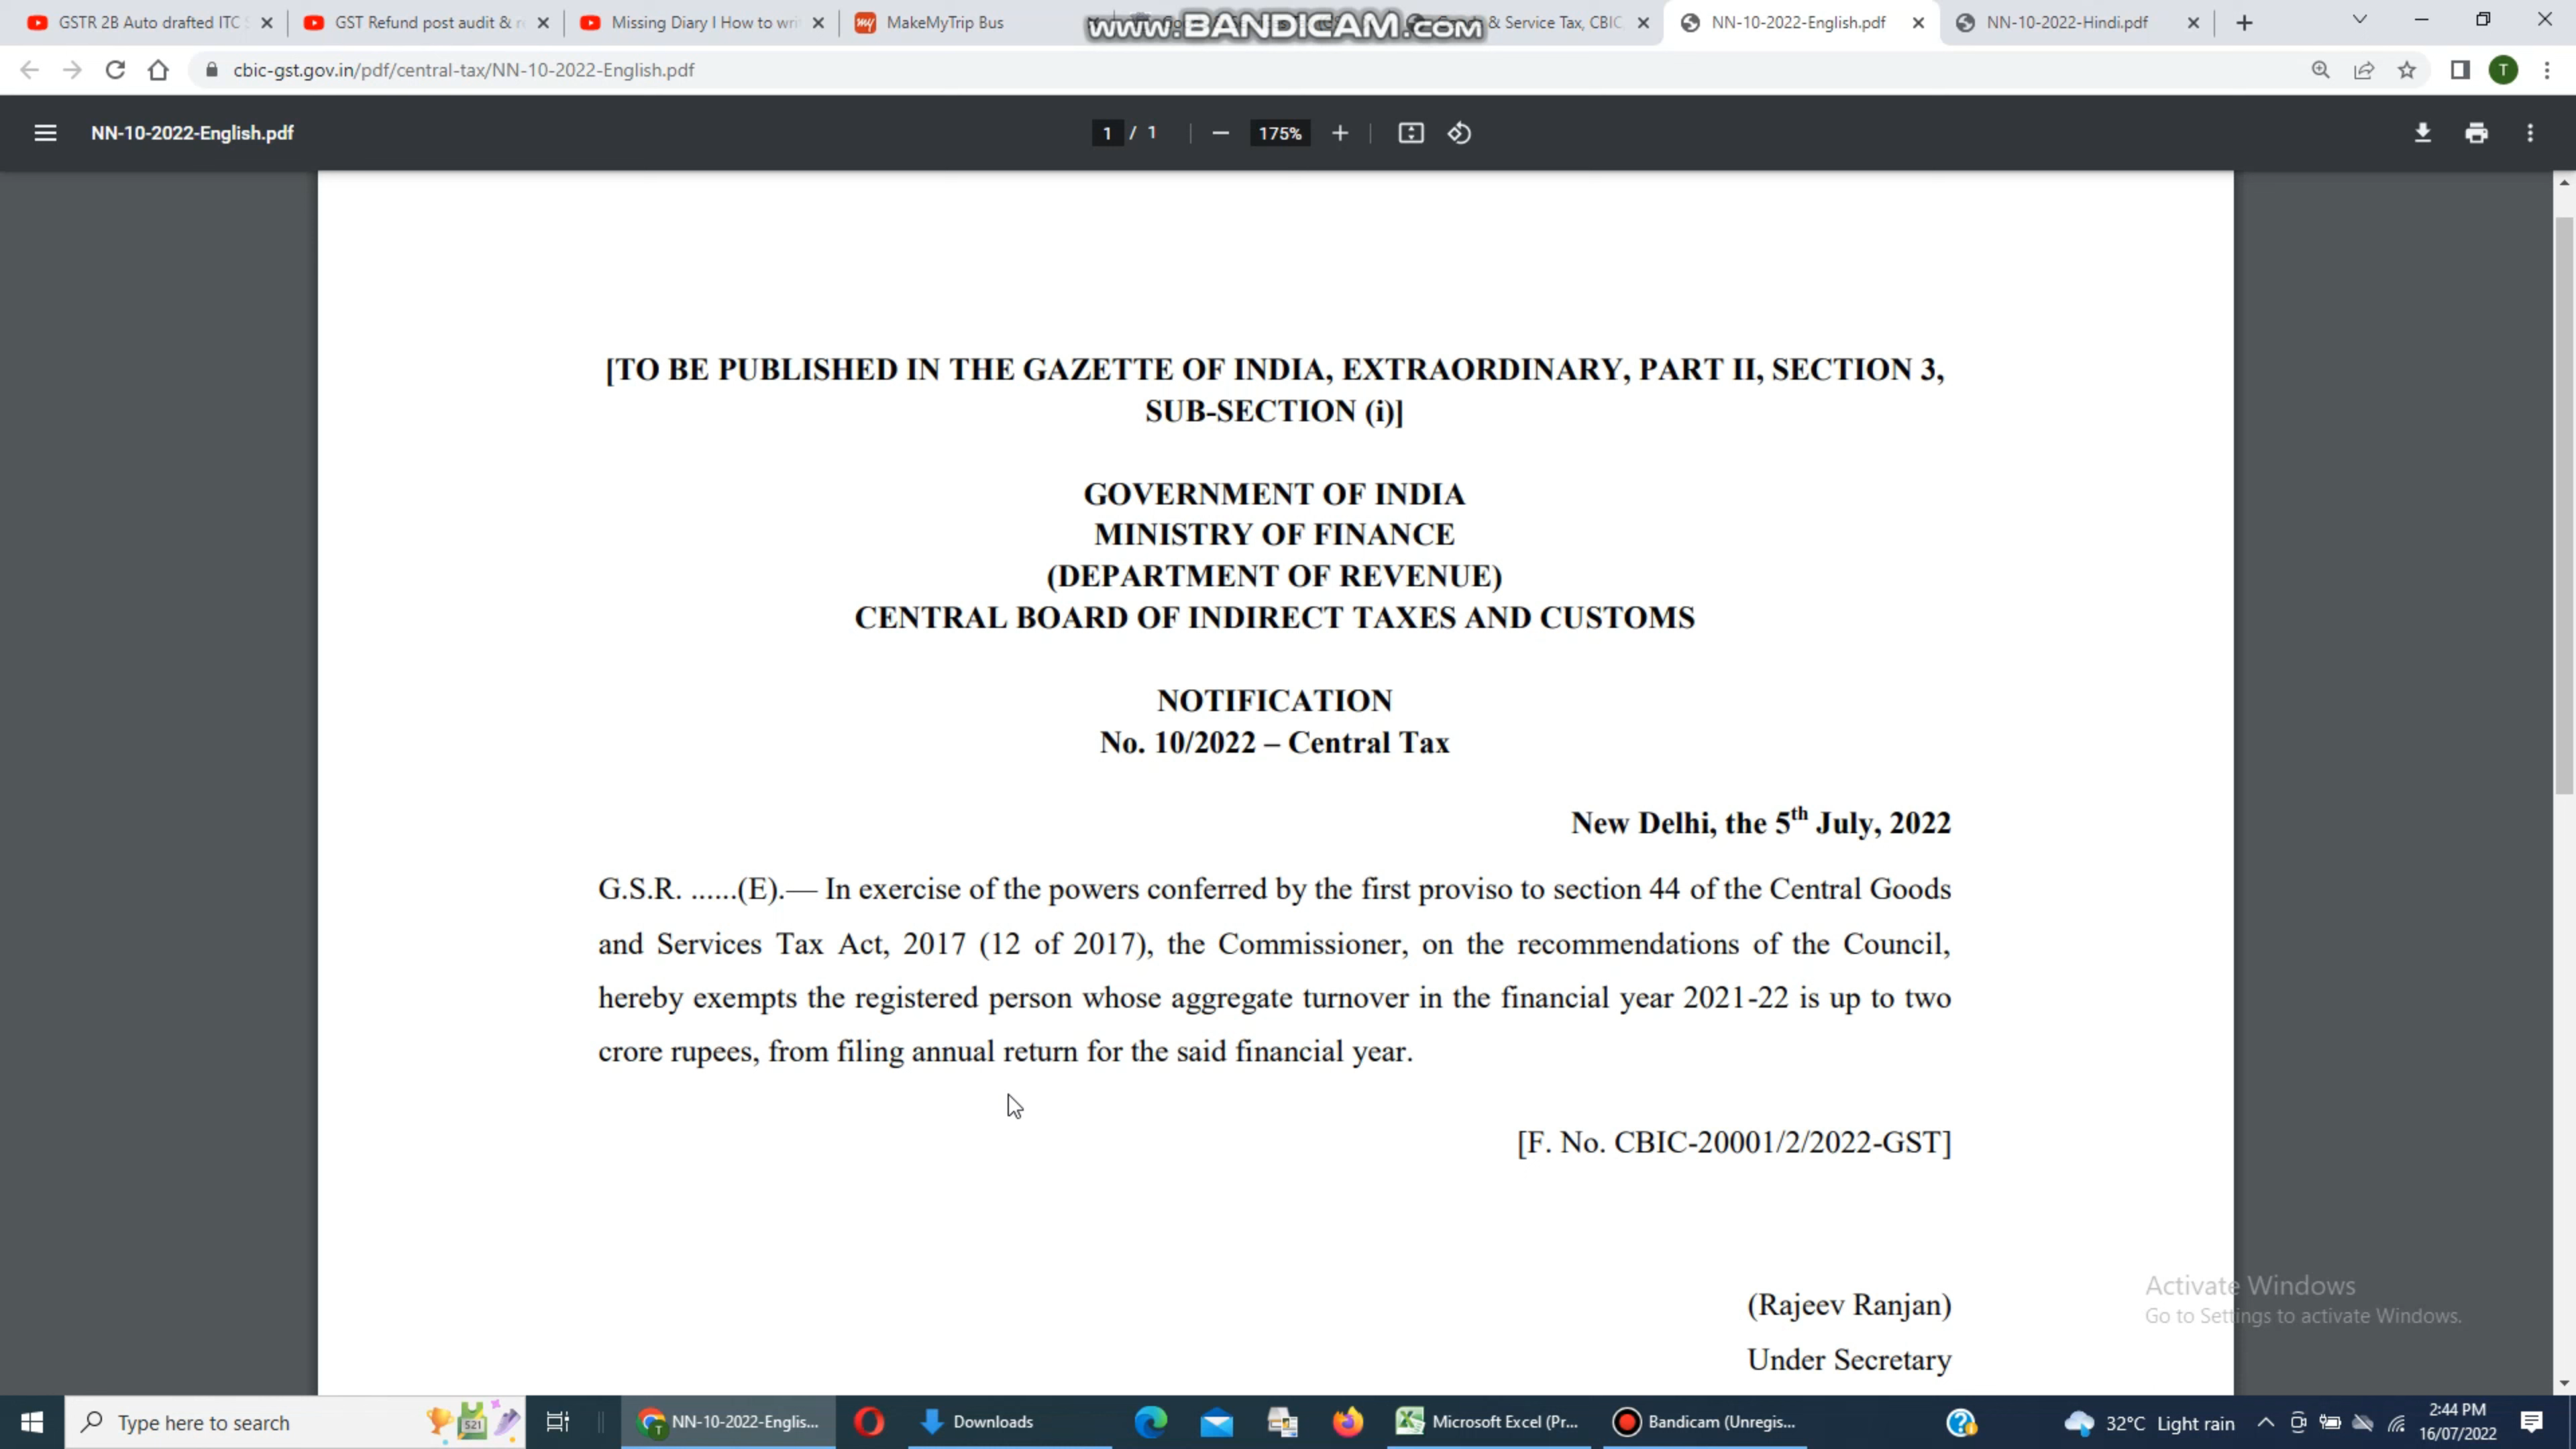 GSTR 2B Auto drafted ITC
GST Refund post audit &
Missing Diary I How to wri
MakeMyTrip Bus
www.BANDICAM.com
& Service Tax, CBIC
NN-10-2022-English.pdf
NN-10-2022-Hindi.pdf
cbic-gst.gov.in/pdf/central-tax/NN-10-2022-English.pdf
T
NN-10-2022-English.pdf
1 / 1
175%
[TO BE PUBLISHED IN THE GAZETTE OF INDIA, EXTRAORDINARY, PART II, SECTION 3,
SUB-SECTION (i)]
GOVERNMENT OF INDIA
MINISTRY OF FINANCE
(DEPARTMENT OF REVENUE)
CENTRAL BOARD OF INDIRECT TAXES AND CUSTOMS
NOTIFICATION
No. 10/2022 – Central Tax
New Delhi, the 5th July, 2022
G.S.R. ......(E).— In exercise of the powers conferred by the first proviso to section 44 of the Central Goods
and Services Tax Act, 2017 (12 of 2017), the Commissioner, on the recommendations of the Council,
hereby exempts the registered person whose aggregate turnover in the financial year 2021-22 is up to two
crore rupees, from filing annual return for the said financial year.
[F. No. CBIC-20001/2/2022-GST]
(Rajeev Ranjan)
Under Secretary
Activate Windows
Go to Settings to activate Windows.
Type here to search
521
NN-10-2022-Englis...
Downloads
Microsoft Excel (Pr...
Bandicam (Unregis...
32°C Light rain
2:44 PM
16/07/2022